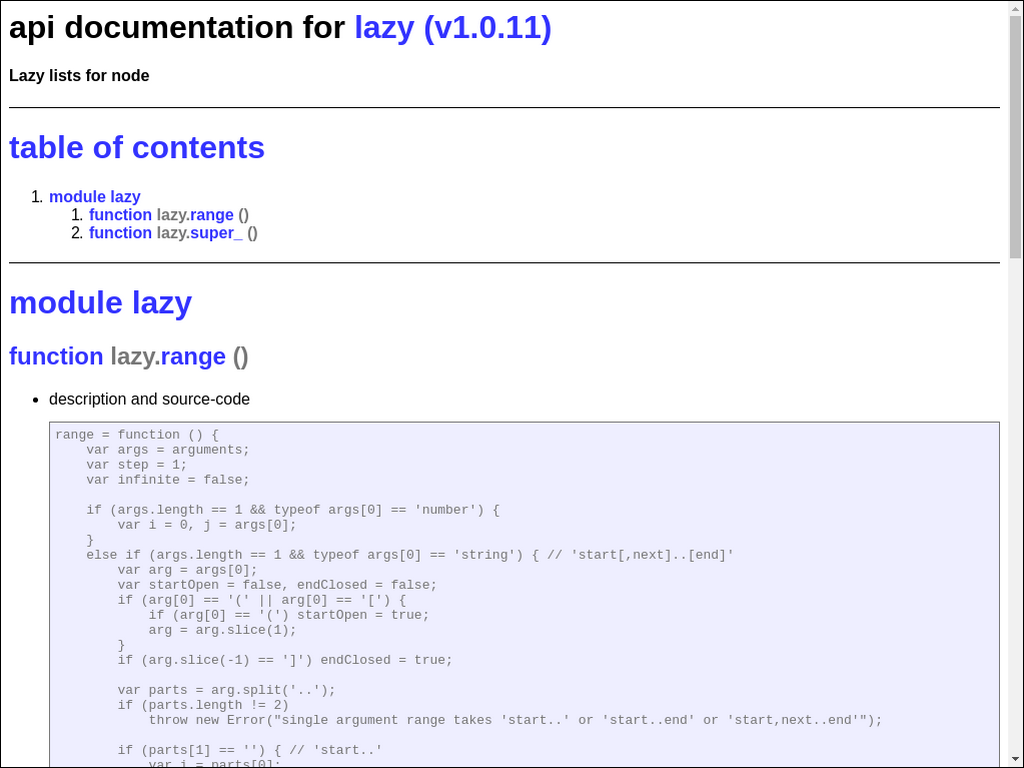 api documentation for lazy (v1.0.11)
Lazy lists for node
table of contents
1. module lazy
1. function lazy.range ()
2. function lazy.super_ ()
module lazy
function lazy.range ()
• description and source-code
range = function () {
    var args = arguments;
    var step = 1;
    var infinite = false;

    if (args.length == 1 && typeof args[0] == 'number') {
        var i = 0, j = args[0];
    }
    else if (args.length == 1 && typeof args[0] == 'string') { // 'start[,next]..[end]'
        var arg = args[0];
        var startOpen = false, endClosed = false;
        if (arg[0] == '(' || arg[0] == '[') {
            if (arg[0] == '(') startOpen = true;
            arg = arg.slice(1);
        }
        if (arg.slice(-1) == ']') endClosed = true;

        var parts = arg.split('..');
        if (parts.length != 2)
            throw new Error("single argument range takes 'start..' or 'start..end' or 'start,next..end'");

        if (parts[1] == '') { // 'start..'
            var i = parts[0];